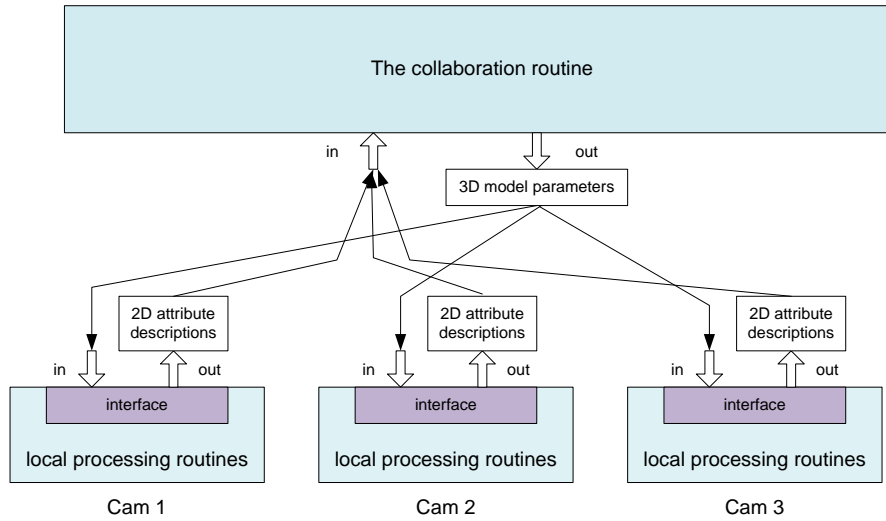 The collaboration routine
in
out
3D model parameters
2D attribute
descriptions
2D attribute
descriptions
2D attribute
descriptions
in
out
in
out
in
out
interface
interface
interface
local processing routines
local processing routines
local processing routines
Cam 1
Cam 2
Cam 3